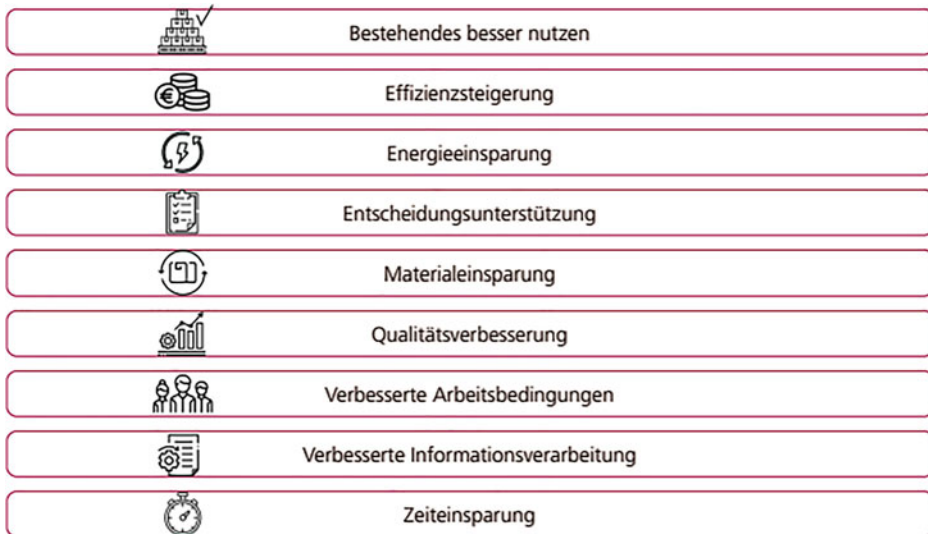 Bestehendes besser nutzen
Effizienzsteigerung
Energieeinsparung
Entscheidungsunterstützung
Materialeinsparung
Qualitätsverbesserung
Verbesserte Arbeitsbedingungen
Verbesserte Informationsverarbeitung
Zeiteinsparung